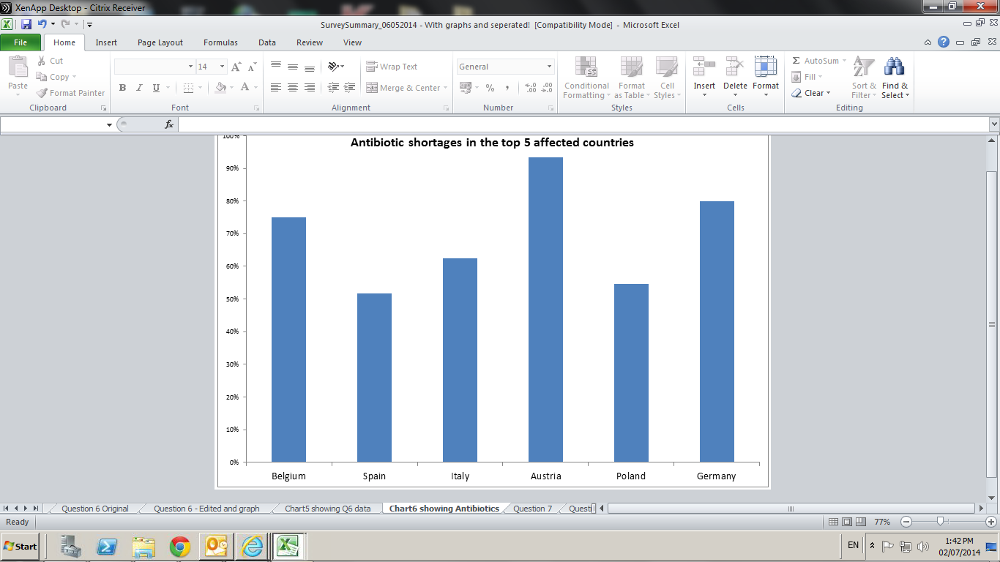 XenApp Desktop - Citrix Receiver
SurveySummary_06052014 - With graphs and seperated! [Compatibility Mode] - Microsoft Excel
File Home Insert Page Layout Formulas Data Review View
Cut
Copy
Format Painter
Paste
Clipboard
14
B I U
Font
Wrap Text
Merge & Center
Alignment
General
%
Number
Conditional Formatting
Format as Table
Cell Styles
Styles
Insert Delete Format
Cells
AutoSum
Fill
Clear
Sort & Filter
Find & Select
Editing
fx
Antibiotic shortages in the top 5 affected countries
100%
90%
80%
70%
60%
50%
40%
30%
20%
10%
0%
Belgium Spain Italy Austria Poland Germany
Question 6 Original Question 6 - Edited and graph Chart5 showing Q6 data Chart6 showing Antibiotics Question 7 Questi
Ready 77%
Start EN 1:42 PM
02/07/2014